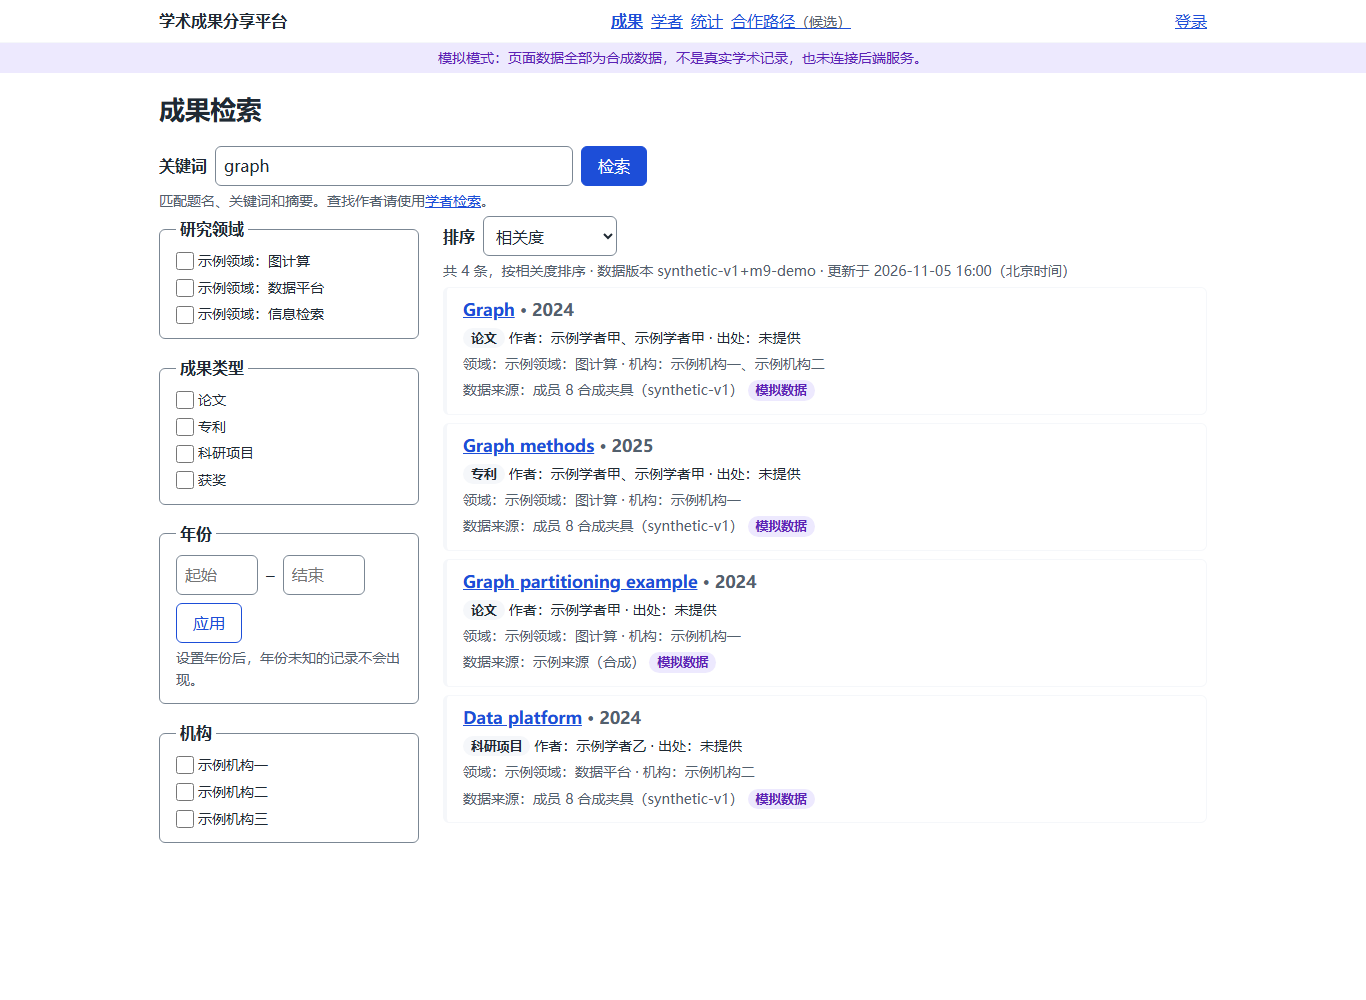 学术成果分享平台
成果 学者 统计 合作路径（候选） 登录
模拟模式：页面数据全部为合成数据，不是真实学术记录，也未连接后端服务。
成果检索
关键词 graph 检索
匹配题名、关键词和摘要。查找作者请使用学者检索。
研究领域
示例领域：图计算
示例领域：数据平台
示例领域：信息检索
成果类型
论文
专利
科研项目
获奖
年份
起始 – 结束
应用
设置年份后，年份未知的记录不会出
现。
机构
示例机构一
示例机构二
示例机构三
排序 相关度
共 4 条，按相关度排序 · 数据版本 synthetic-v1+m9-demo · 更新于 2026-11-05 16:00（北京时间）
Graph • 2024
论文 作者：示例学者甲、示例学者甲 · 出处：未提供
领域：示例领域：图计算 · 机构：示例机构一、示例机构二
数据来源：成员 8 合成夹具（synthetic-v1） 模拟数据
Graph methods • 2025
专利 作者：示例学者甲、示例学者甲 · 出处：未提供
领域：示例领域：图计算 · 机构：示例机构一
数据来源：成员 8 合成夹具（synthetic-v1） 模拟数据
Graph partitioning example • 2024
论文 作者：示例学者甲 · 出处：未提供
领域：示例领域：图计算 · 机构：示例机构一
数据来源：示例来源（合成） 模拟数据
Data platform • 2024
科研项目 作者：示例学者乙 · 出处：未提供
领域：示例领域：数据平台 · 机构：示例机构二
数据来源：成员 8 合成夹具（synthetic-v1） 模拟数据